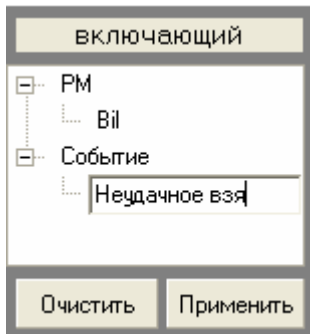 включающий
PM
Bil
Событие
Неудачное взя
Очистить Применить